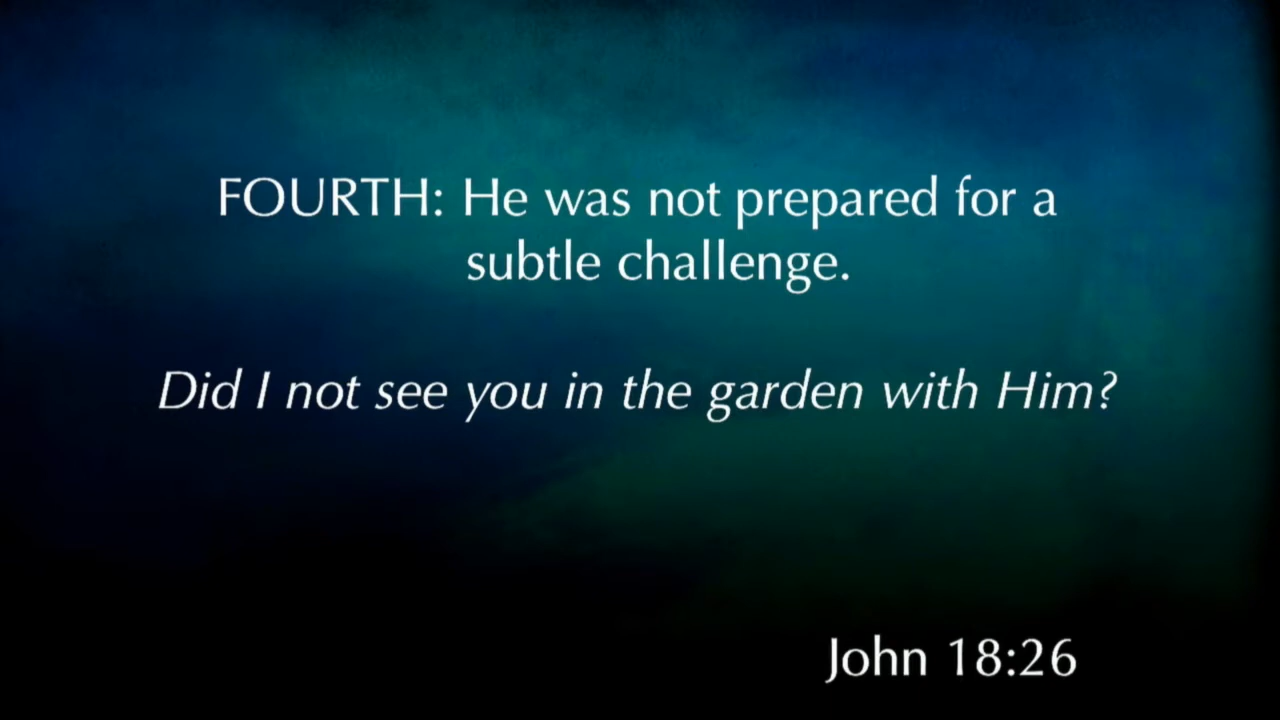 FOURTH: He was not prepared for a
subtle challenge.
Did I not see you in the garden with Him?
John 18:26